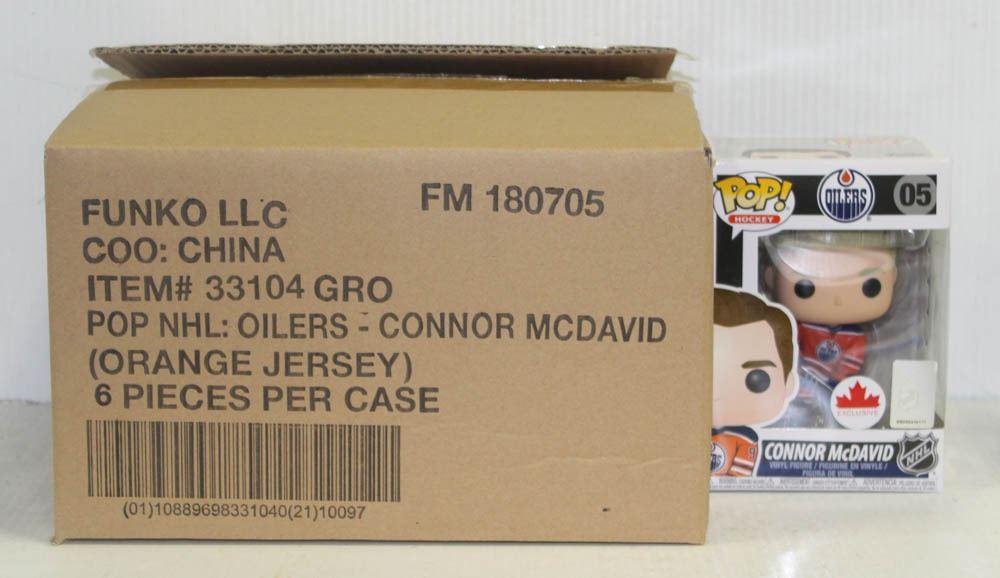 FUNKO LLC
FM 180705
COO: CHINA
ITEM# 33104 GRO
POP NHL: OILERS - CONNOR MCDAVID
(ORANGE JERSEY)
6 PIECES PER CASE
(01)10889698331040(21)10097
POP!
HOCKEY
OILERS
05
EXCLUSIVE
CONNOR McDAVID
NHL
VINYL FIGURE / FIGURINE EN VINYLE /
FIGURA DE VINIL